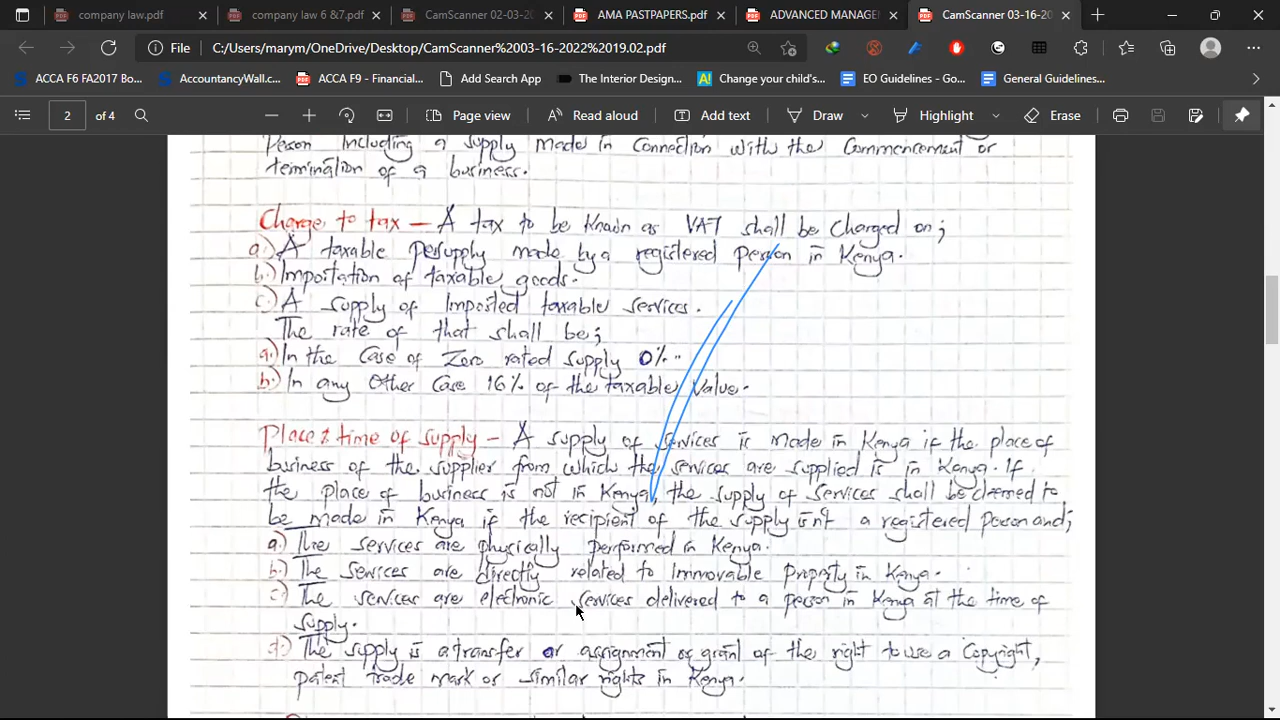 company law.pdf
company law 6 &7.pdf
CamScanner 02-03-20
AMA PASTPAPERS.pdf
ADVANCED MANAGEM
CamScanner 03-16-20
File
C:/Users/marym/OneDrive/Desktop/CamScanner%2003-16-2022%2019.02.pdf
ACCA F6 FA2017 Bo...
AccountancyWall.c...
ACCA F9 - Financial...
Add Search App
The Interior Design...
Change your child's...
EO Guidelines - Go...
General Guidelines...
2 of 4
Page view
Read aloud
Add text
Draw
Highlight
Erase
Person including a supply made in connection with the Commencement or
termination of a business.
Charge to tax – A tax to be Known as VAT shall be Charged on;
a.) A taxable supply made by a registered person in Kenya.
b.) Importation of taxable goods.
c.) A supply of imported taxable services.
The rate of that shall be;
a.) In the Case of Zero rated supply 0%.
b.) In any Other Case 16% of the taxable Value.
Place & time of supply – A supply of services is made in Kenya if the place of
business of the supplier from which the services are supplied is in Kenya. If
the place of business is not in Kenya, the supply of services shall be deemed to
be made in Kenya if the recipient of the supply isn't a registered person and;
a.) The services are physically performed in Kenya.
b.) The services are directly related to immovable property in Kenya.
c.) The services are electronic services delivered to a person in Kenya at the time of
supply.
d.) The supply is a transfer or assignment or grant of the right to use a Copyright,
patent trade mark or similar rights in Kenya.